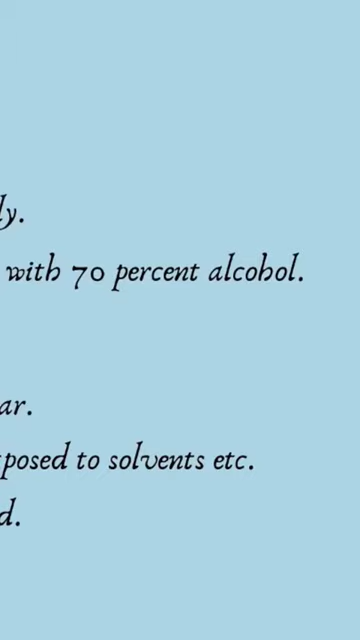 ly.
with 70 percent alcohol.
ar.
posed to solvents etc.
d.